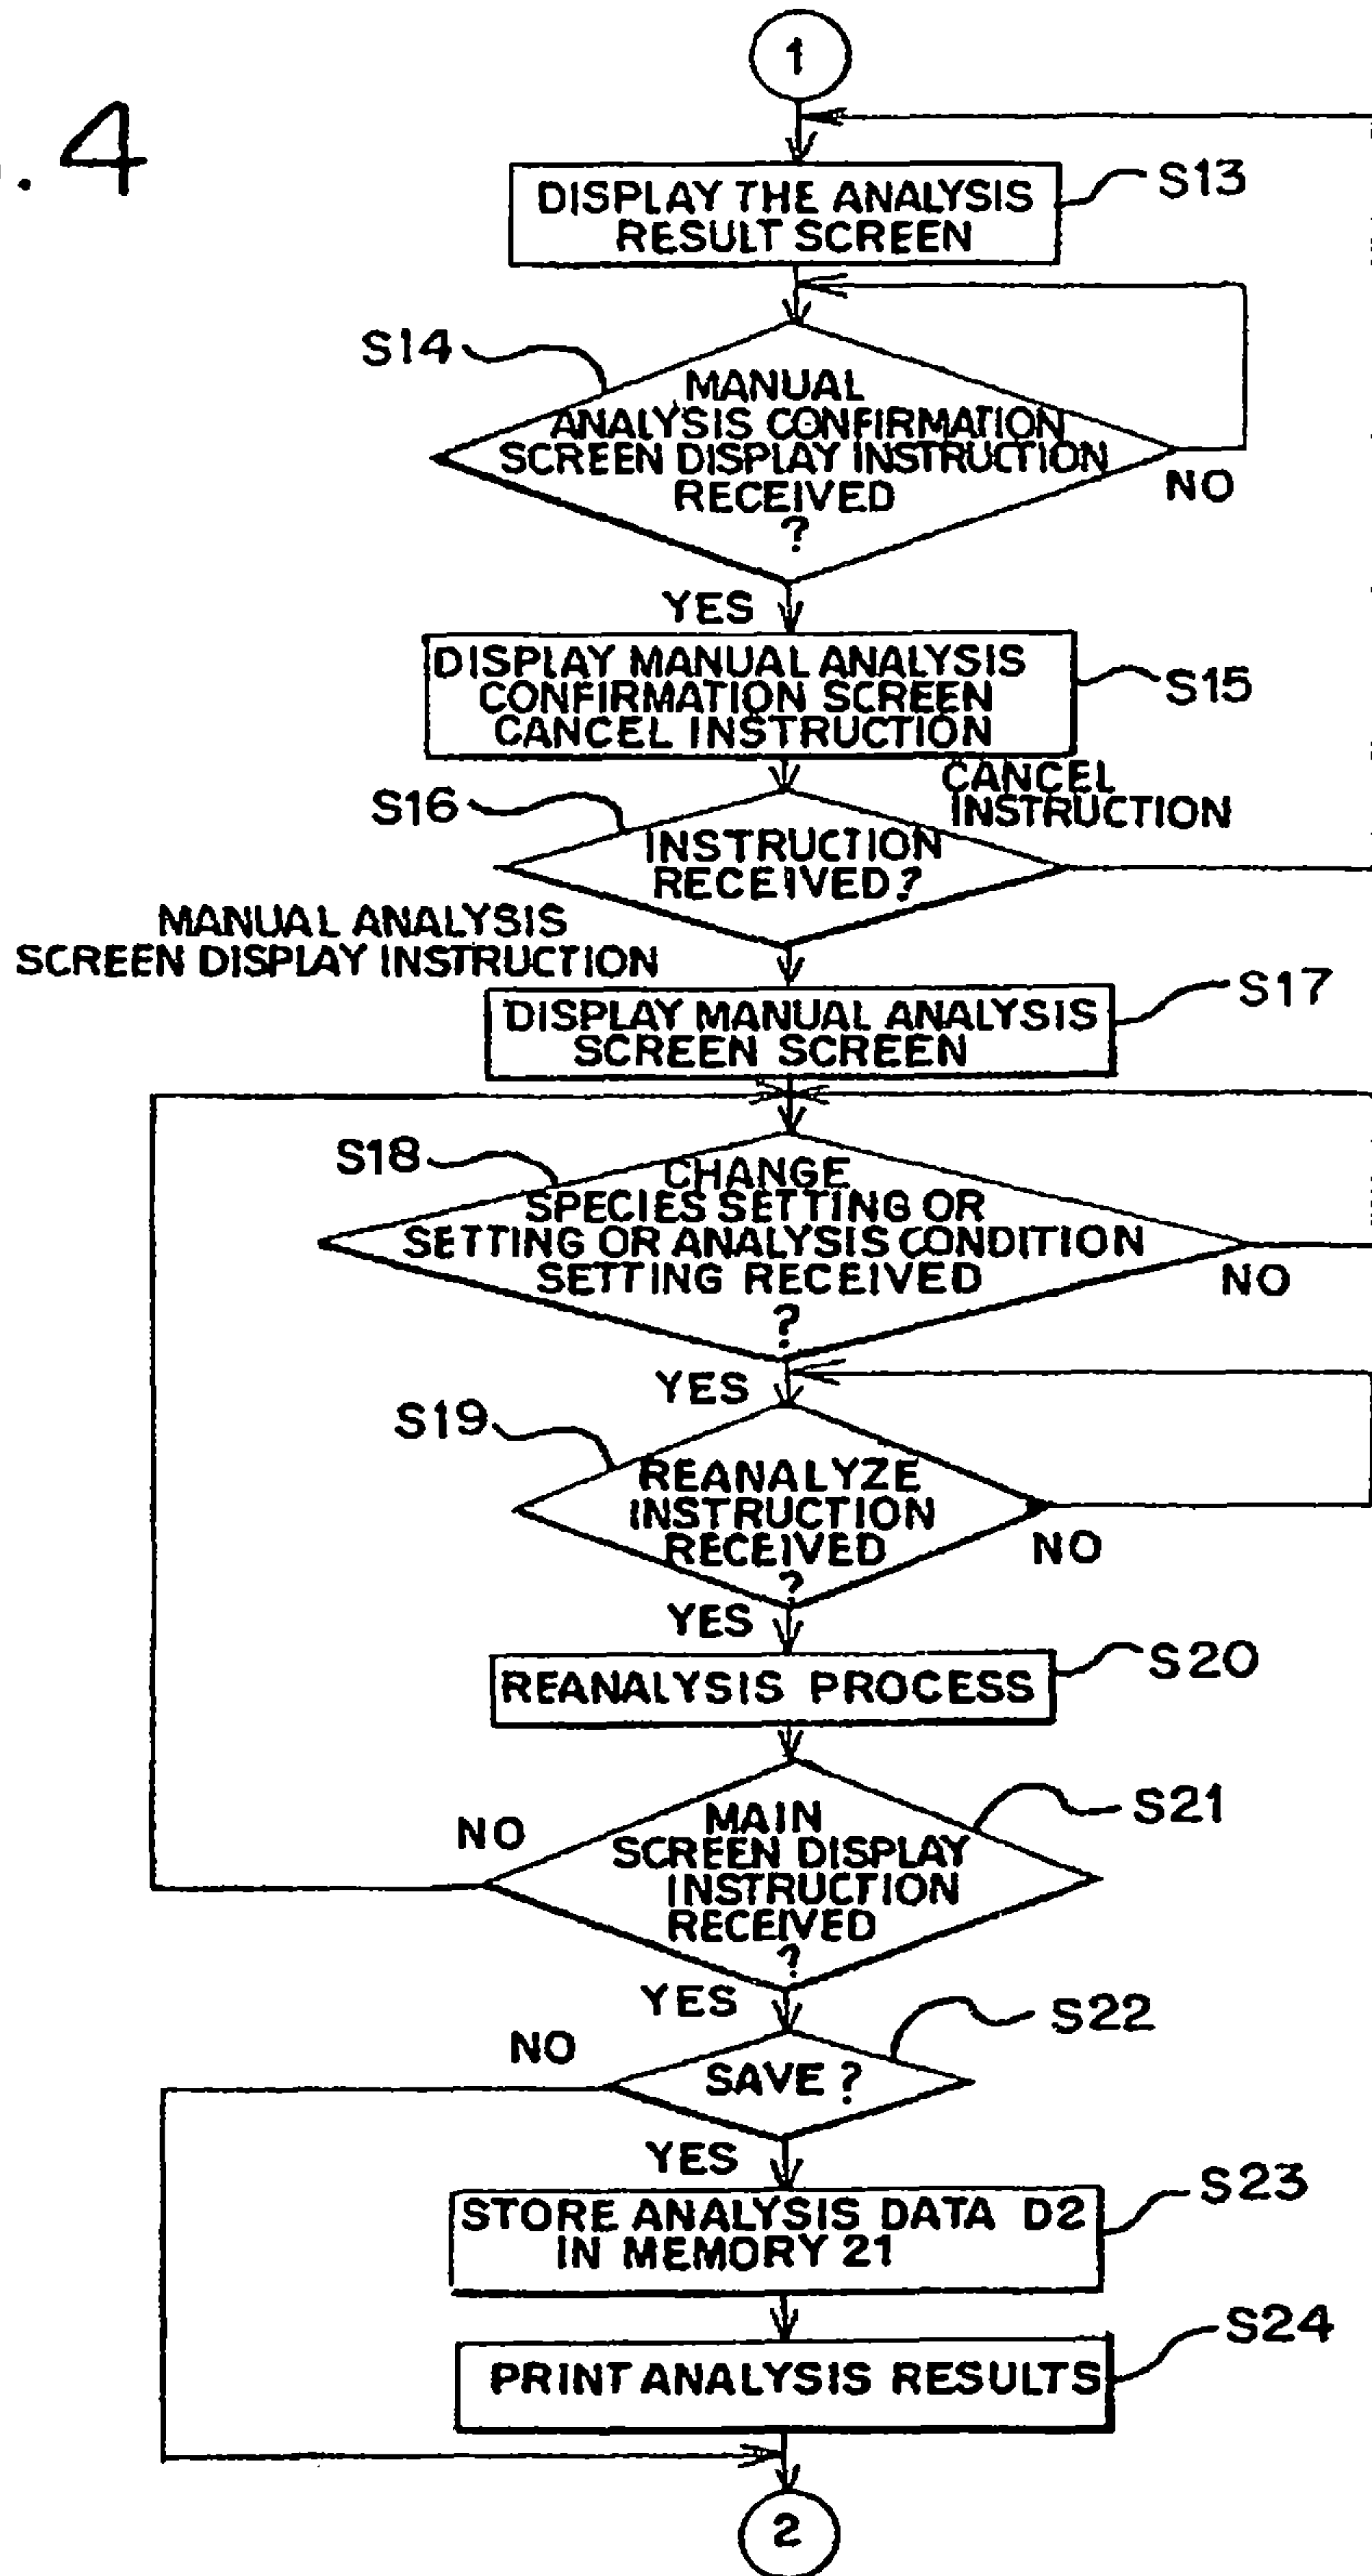 1
. 4
DISPLAY THE ANALYSIS
RESULT SCREEN
S13
S14
MANUAL
ANALYSIS CONFIRMATION
SCREEN DISPLAY INSTRUCTION
RECEIVED
?
NO
YES
DISPLAY MANUAL ANALYSIS
CONFIRMATION SCREEN
CANCEL INSTRUCTION
S15
CANCEL
INSTRUCTION
S16
INSTRUCTION
RECEIVED?
MANUAL ANALYSIS
SCREEN DISPLAY INSTRUCTION
DISPLAY MANUAL ANALYSIS
SCREEN SCREEN
S17
S18
CHANGE
SPECIES SETTING OR
SETTING OR ANALYSIS CONDITION
SETTING RECEIVED
?
NO
YES
S19
REANALYZE
INSTRUCTION
RECEIVED
?
NO
YES
REANALYSIS PROCESS
S20
MAIN
SCREEN DISPLAY
INSTRUCTION
RECEIVED
?
S21
NO
YES
S22
NO
SAVE ?
YES
STORE ANALYSIS DATA D2
IN MEMORY 21
S23
PRINT ANALYSIS RESULTS
S24
2